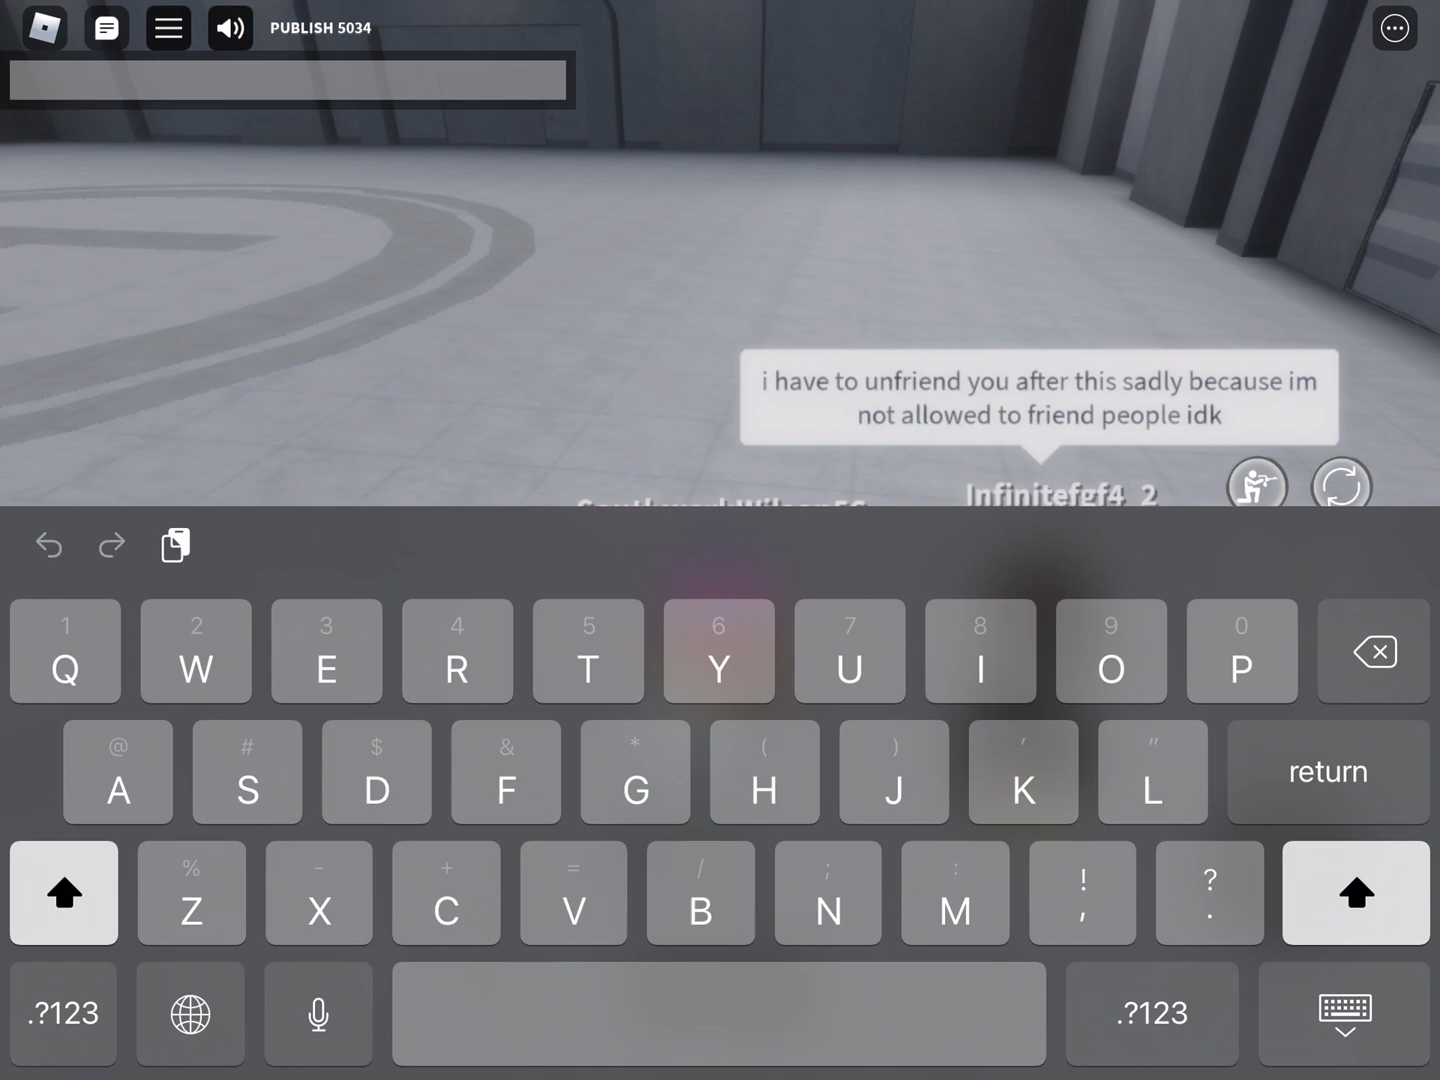 PUBLISH 5034
i have to unfriend you after this sadly because im
not allowed to friend people idk
Infinitefgf4_2
1 2 3 4 5 6 7 8 9 0
Q W E R T Y U I O P
@ # $ & * ( ) ' "
A S D F G H J K L return
% - + = / ; : ! ?
Z X C V B N M , .
.?123 .?123